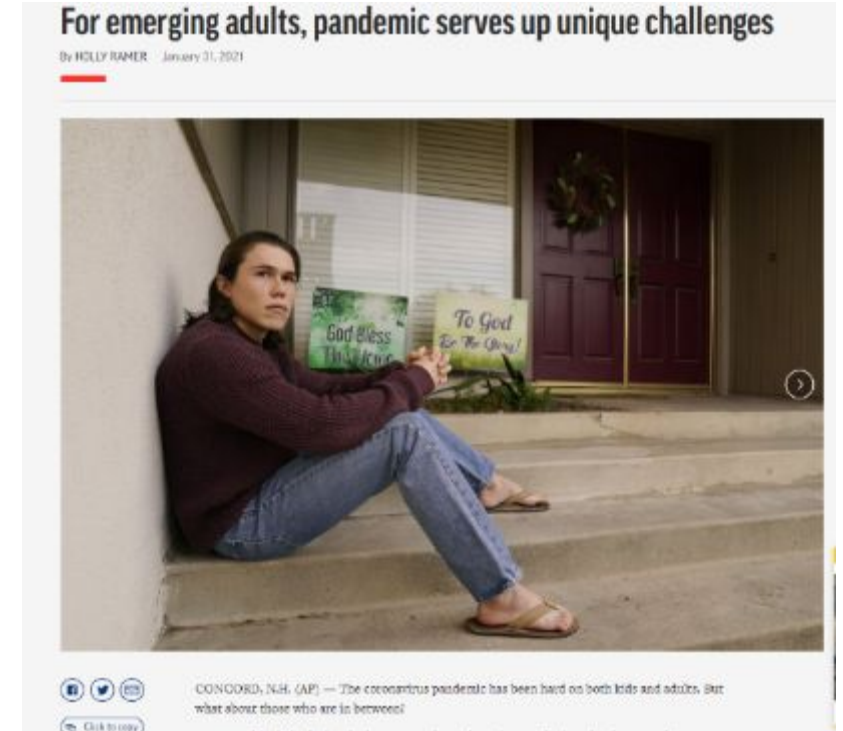 For emerging adults, pandemic serves up unique challenges
By HOLLY RAMER January 31, 2021
God Bless
To God
Be The Glory!
CONCORD, N.H. (AP) — The coronavirus pandemic has been hard on both kids and adults. But
what about those who are in between?
Click to copy